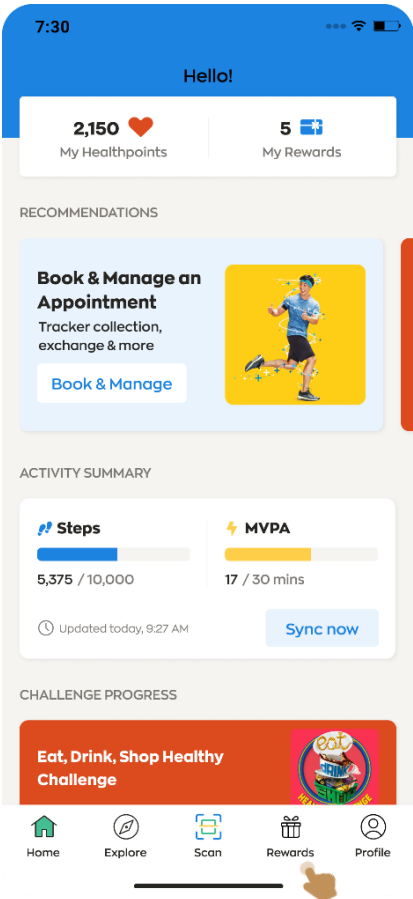 7:30
Hello!
2,150
My Healthpoints
5
My Rewards
RECOMMENDATIONS
Book & Manage an
Appointment
Tracker collection,
exchange & more
Book & Manage
ACTIVITY SUMMARY
Steps
5,375 / 10,000
MVPA
17 / 30 mins
Updated today, 9:27 AM
Sync now
CHALLENGE PROGRESS
Eat, Drink, Shop Healthy
Challenge
eat
DRINK
Home
Explore
Scan
Rewards
Profile